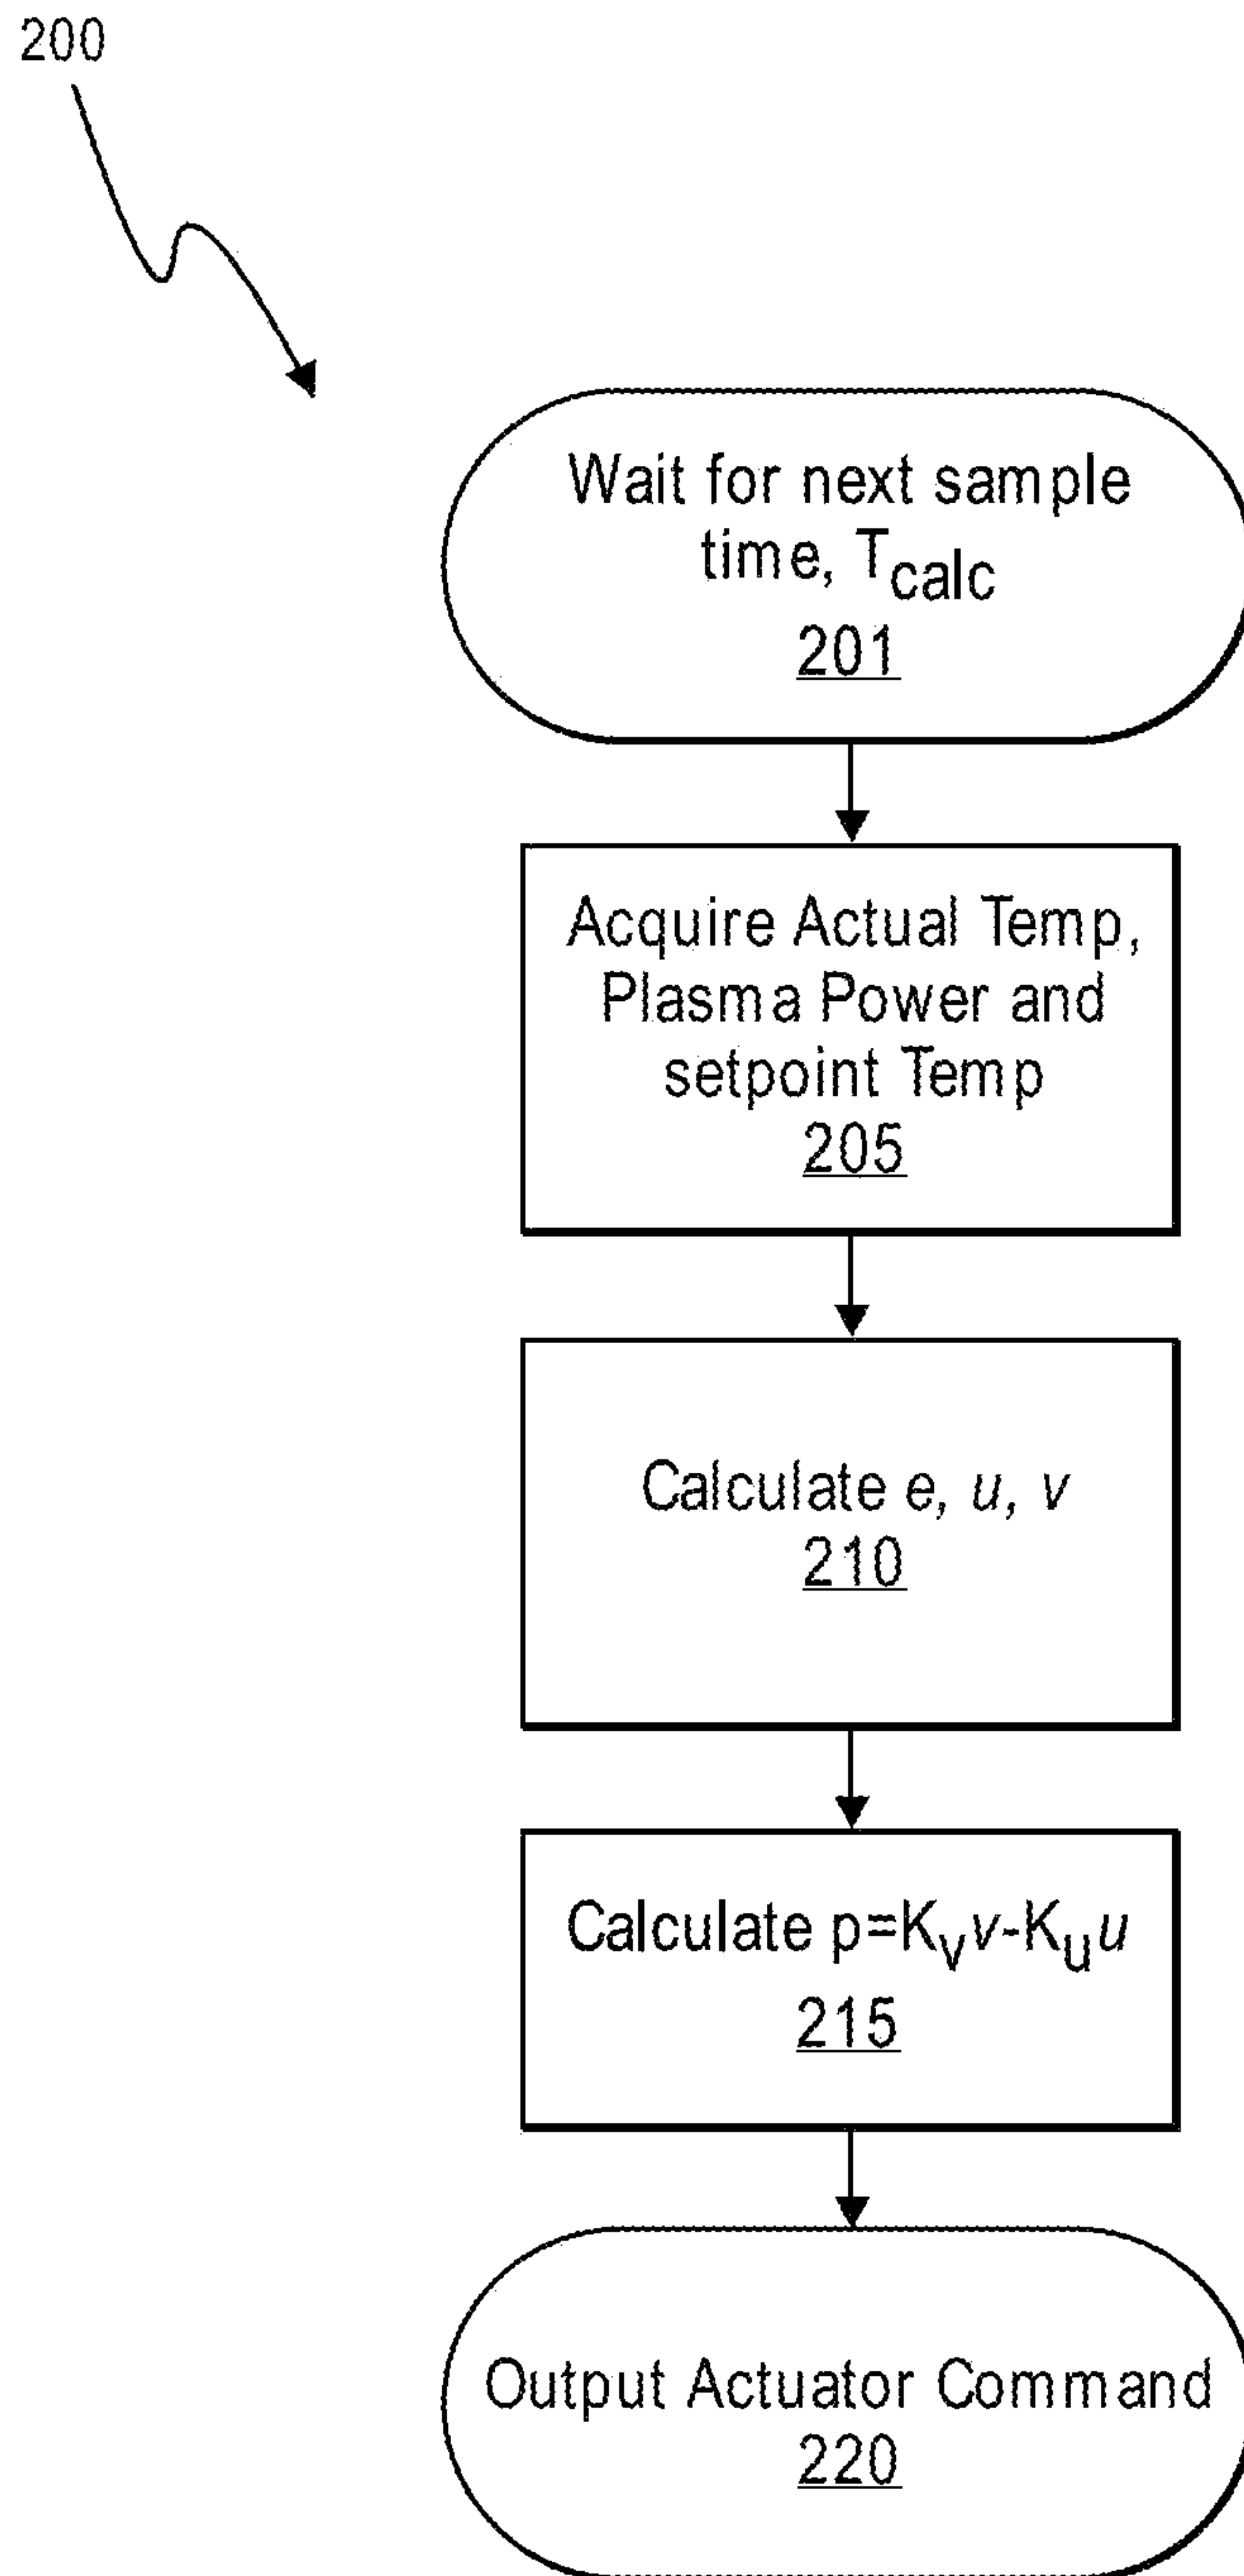 200
Wait for next sample
time, Tcalc
201
Acquire Actual Temp,
Plasma Power and
setpoint Temp
205
Calculate e, u, v
210
Calculate p=Kvv-Kuu
215
Output Actuator Command
220